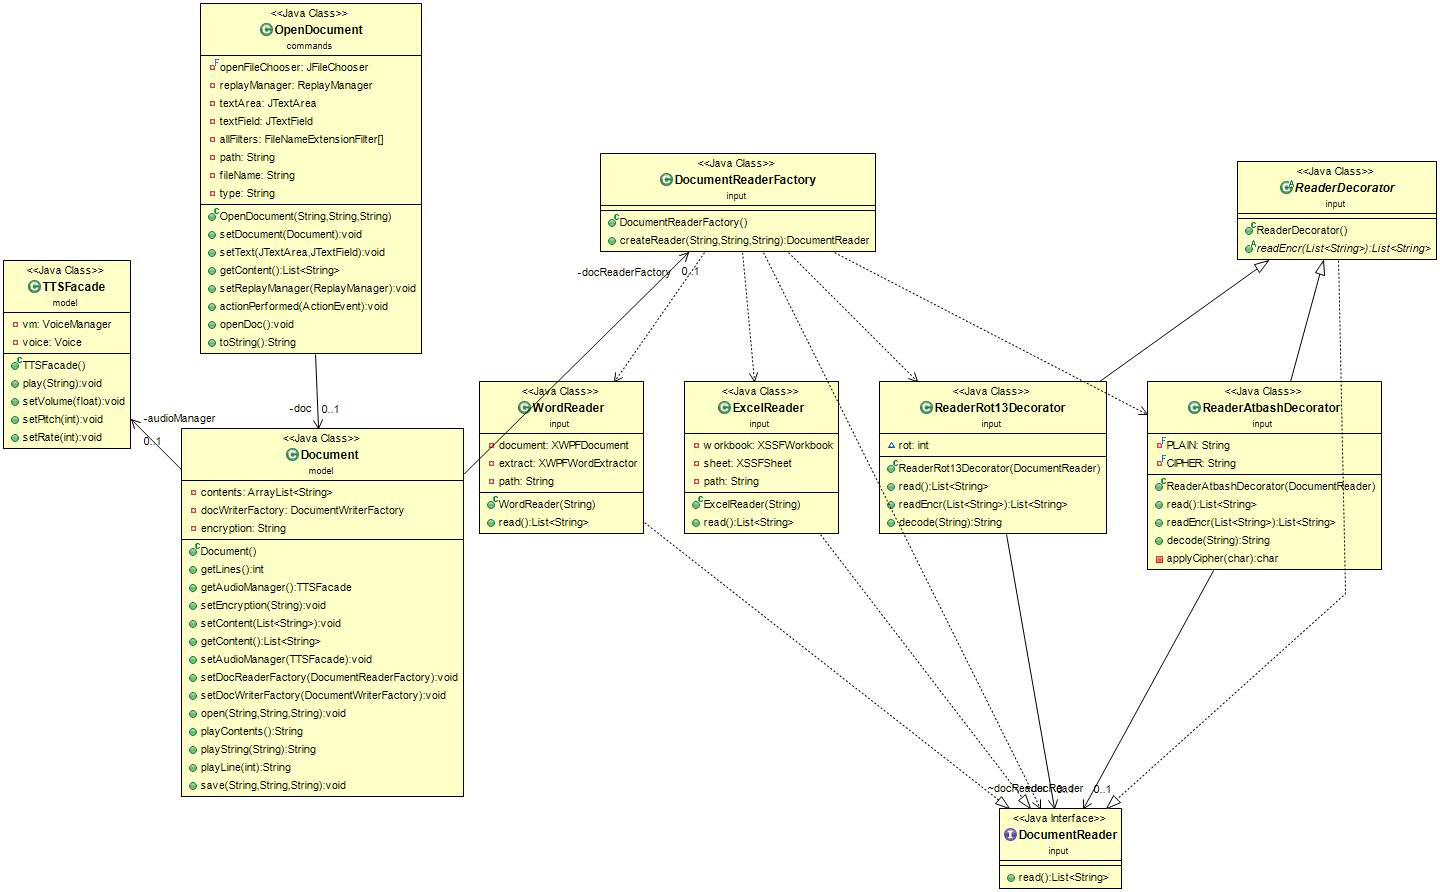 <<Java Class>>
OpenDocument
commands
openFileChooser: JFileChooser
replayManager: ReplayManager
textArea: JTextArea
textField: JTextField
allFilters: FileNameExtensionFilter[]
path: String
fileName: String
type: String
OpenDocument(String,String,String)
setDocument(Document):void
setText(JTextArea,JTextField):void
getContent():List<String>
setReplayManager(ReplayManager):void
actionPerformed(ActionEvent):void
openDoc():void
toString():String
<<Java Class>>
TTSFacade
model
vm: VoiceManager
voice: Voice
TTSFacade()
play(String):void
setVolume(float):void
setPitch(int):void
setRate(int):void
-audioManager
0..1
-doc
0..1
<<Java Class>>
Document
model
contents: ArrayList<String>
docWriterFactory: DocumentWriterFactory
encryption: String
Document()
getLines():int
getAudioManager():TTSFacade
setEncryption(String):void
setContent(List<String>):void
getContent():List<String>
setAudioManager(TTSFacade):void
setDocReaderFactory(DocumentReaderFactory):void
setDocWriterFactory(DocumentWriterFactory):void
open(String,String,String):void
playContents():String
playString(String):String
playLine(int):String
save(String,String,String):void
<<Java Class>>
DocumentReaderFactory
input
DocumentReaderFactory()
createReader(String,String,String):DocumentReader
-docReaderFactory
0..1
<<Java Class>>
ReaderDecorator
input
ReaderDecorator()
readEncr(List<String>):List<String>
<<Java Class>>
WordReader
input
document: XWPFDocument
extract: XWPFWordExtractor
path: String
WordReader(String)
read():List<String>
<<Java Class>>
ExcelReader
input
workbook: XSSFWorkbook
sheet: XSSFSheet
path: String
ExcelReader(String)
read():List<String>
<<Java Class>>
ReaderRot13Decorator
input
rot: int
ReaderRot13Decorator(DocumentReader)
read():List<String>
readEncr(List<String>):List<String>
decode(String):String
<<Java Class>>
ReaderAtbashDecorator
input
PLAIN: String
CIPHER: String
ReaderAtbashDecorator(DocumentReader)
read():List<String>
readEncr(List<String>):List<String>
decode(String):String
applyCipher(char):char
0..1
0..1
<<Java Interface>>
DocumentReader
input
read():List<String>